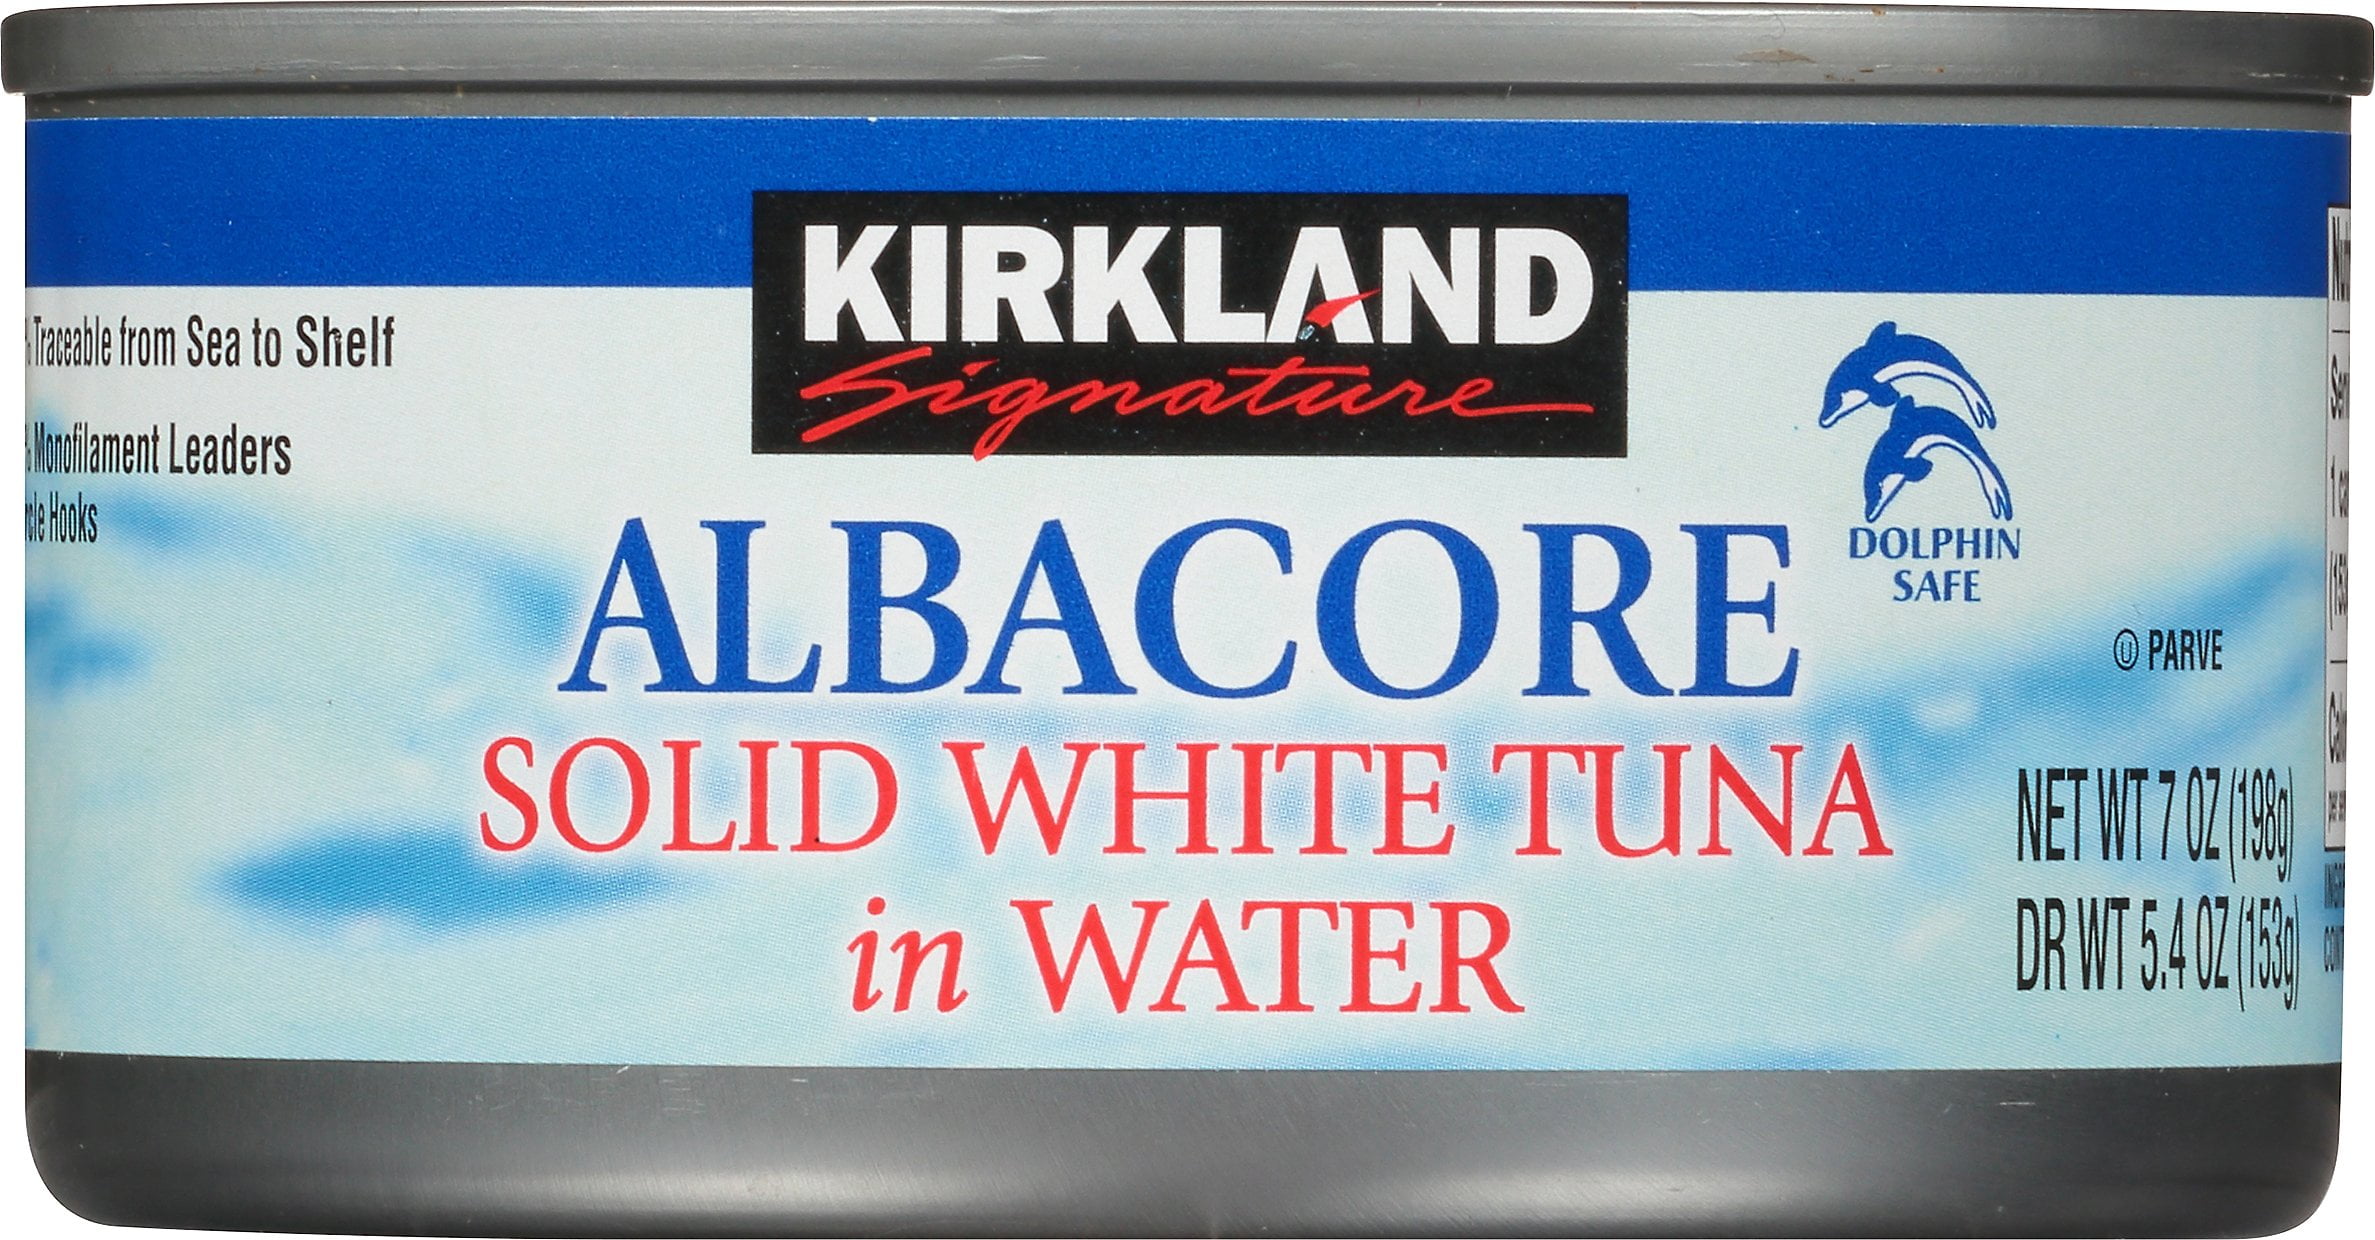 KIRKLAND
Signature
Traceable from Sea to Shelf
Monofilament Leaders
Hooks
ALBACORE
SOLID WHITE TUNA
in WATER
DOLPHIN
SAFE
Ⓤ PARVE
NET WT 7 OZ (198g)
DR WT 5.4 OZ (153g)